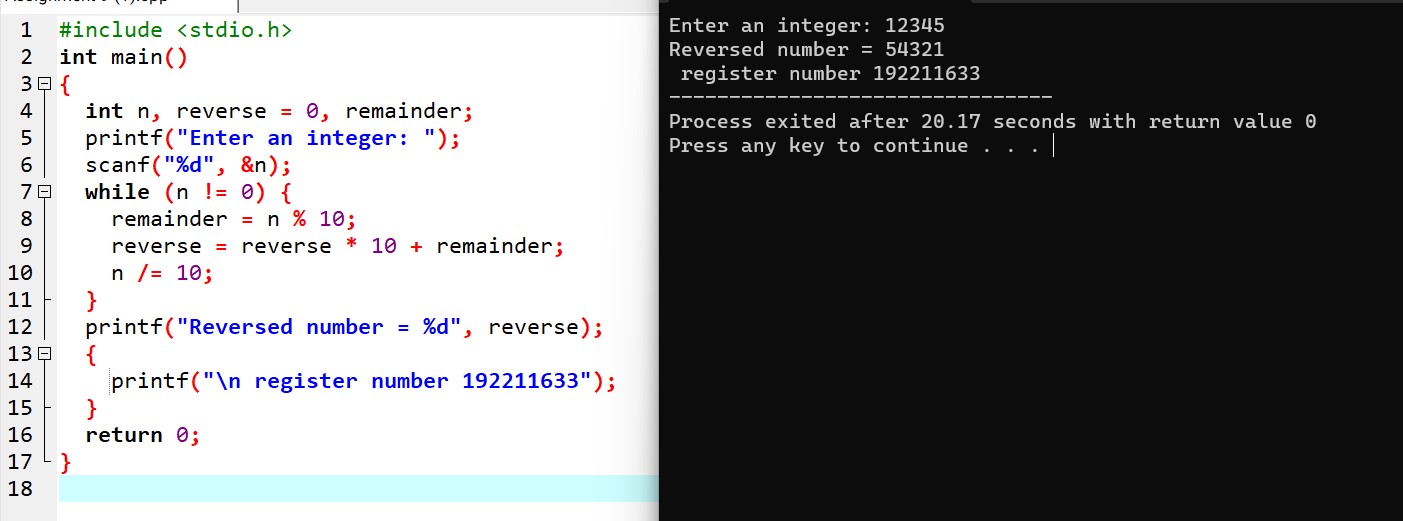 1 #include <stdio.h>
2 int main()
3 {
4 int n, reverse = 0, remainder;
5 printf("Enter an integer: ");
6 scanf("%d", &n);
7 while (n != 0) {
8 remainder = n % 10;
9 reverse = reverse * 10 + remainder;
10 n /= 10;
11 }
12 printf("Reversed number = %d", reverse);
13 {
14 printf("\n register number 192211633");
15 }
16 return 0;
17 }
18
Enter an integer: 12345
Reversed number = 54321
register number 192211633
--------------------------------
Process exited after 20.17 seconds with return value 0
Press any key to continue . . .